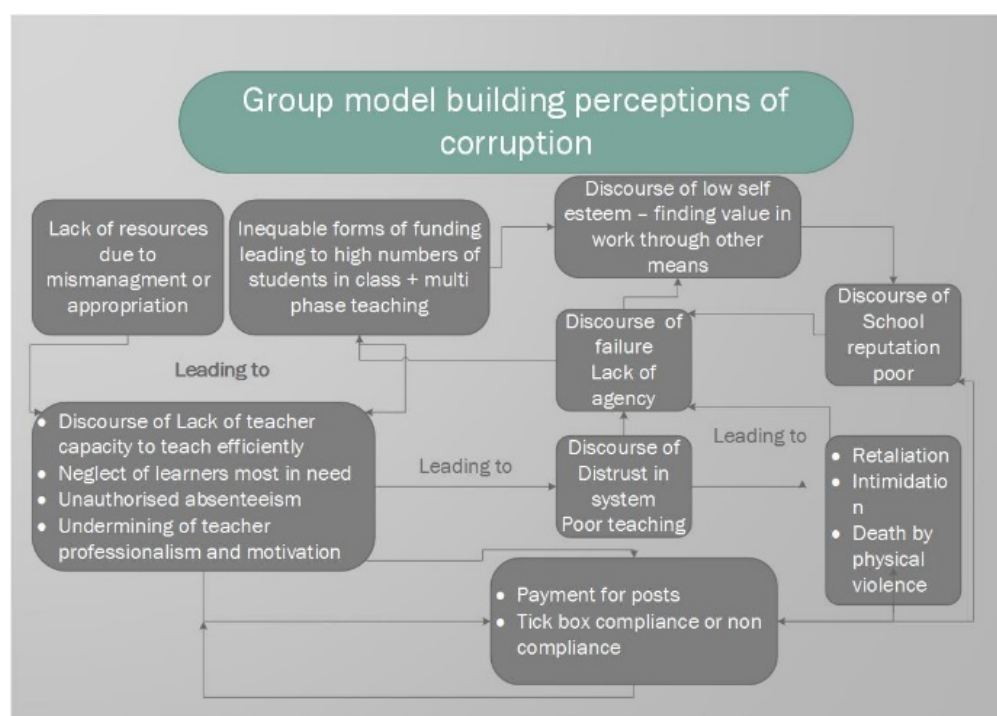 Group model building perceptions of
corruption
Lack of resources
due to
mismanagment or
appropriation
Inequable forms of funding
leading to high numbers of
students in class + multi
phase teaching
Discourse of low self
esteem – finding value in
work through other
means
Discourse of
School
reputation
poor
Discourse of
failure
Lack of
agency
Leading to
• Discourse of Lack of teacher
capacity to teach efficiently
• Neglect of learners most in need
• Unauthorised absenteeism
• Undermining of teacher
professionalism and motivation
Leading to
Discourse of
Distrust in
system
Poor teaching
Leading to
• Retaliation
• Intimidatio
n
• Death by
physical
violence
• Payment for posts
• Tick box compliance or non
compliance